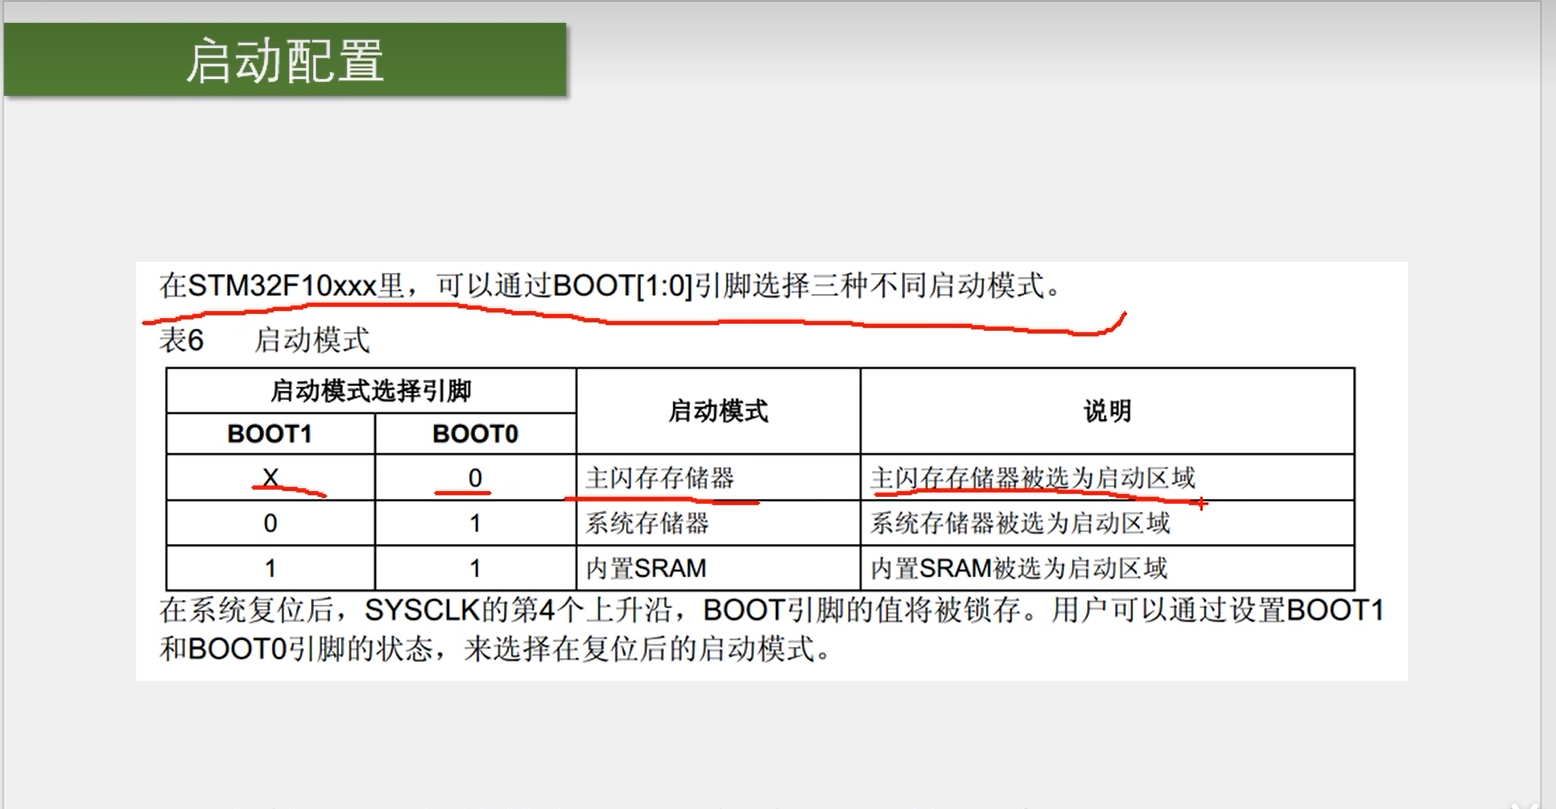 启动配置
在STM32F10xxx里，可以通过BOOT[1:0]引脚选择三种不同启动模式。
表6 启动模式
启动模式选择引脚 启动模式 说明
BOOT1 BOOT0
X 0 主闪存存储器 主闪存存储器被选为启动区域
0 1 系统存储器 系统存储器被选为启动区域
1 1 内置SRAM 内置SRAM被选为启动区域
在系统复位后，SYSCLK的第4个上升沿，BOOT引脚的值将被锁存。用户可以通过设置BOOT1
和BOOT0引脚的状态，来选择在复位后的启动模式。